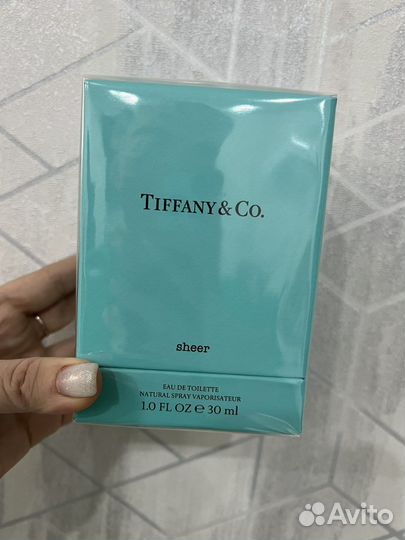 TIFFANY & CO.
sheer
EAU DE TOILETTE
NATURAL SPRAY VAPORISATEUR
1.0 FL OZ ℮ 30 ml
Avito